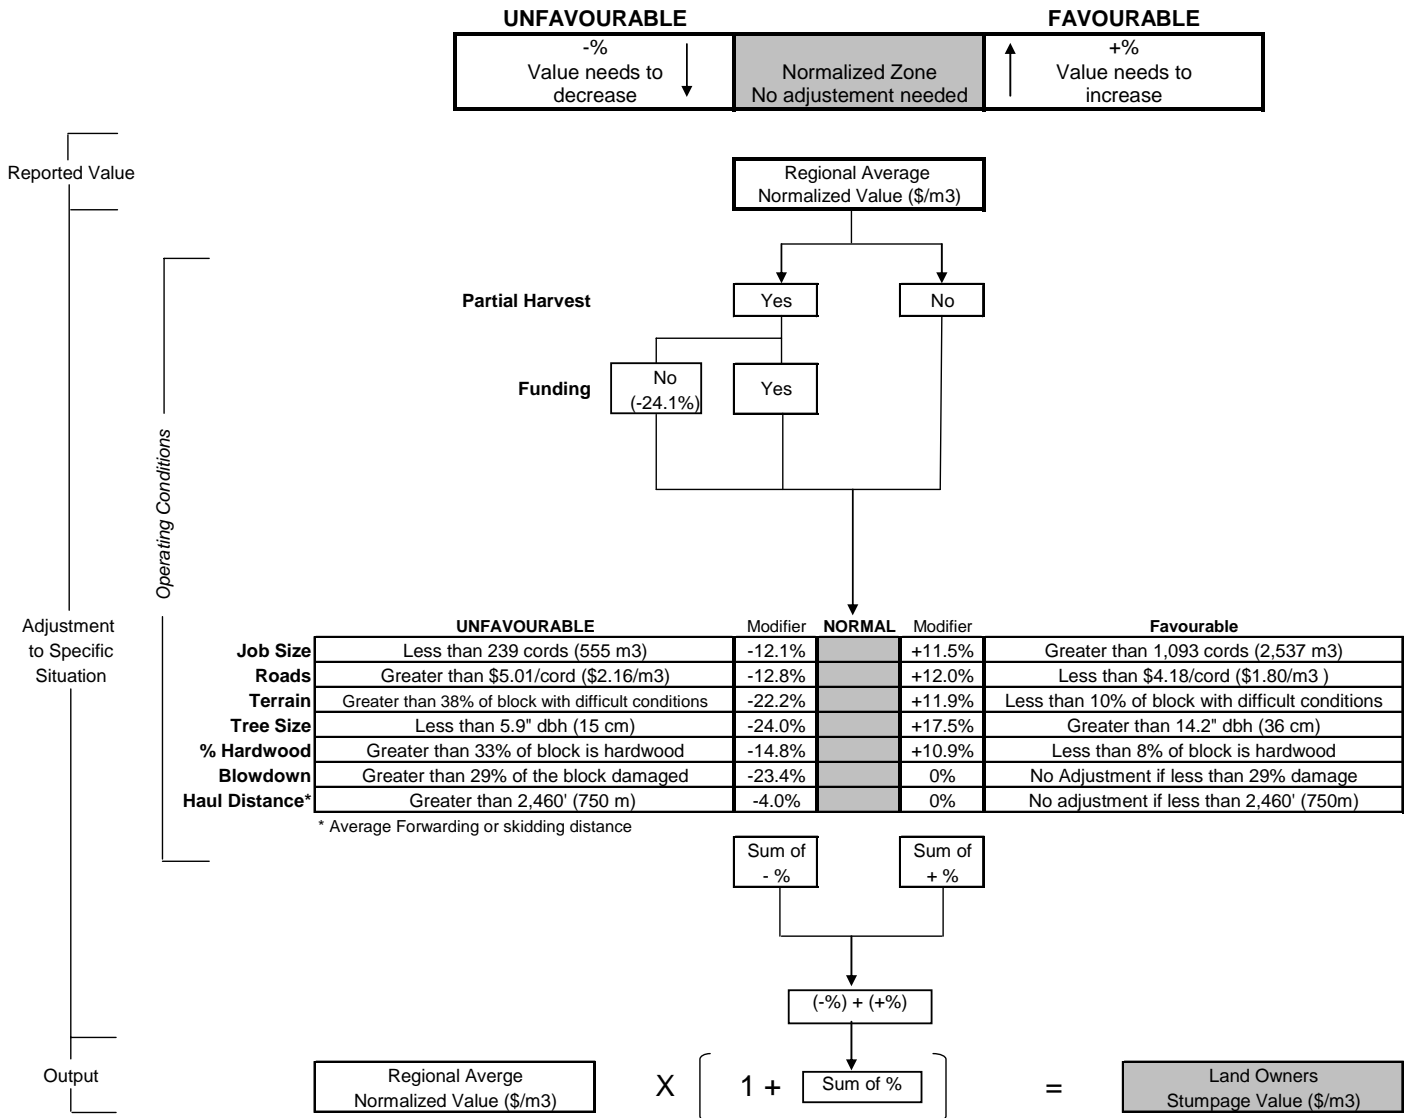 UNFAVOURABLE
FAVOURABLE
-%
Value needs to
decrease
Normalized Zone
No adjustement needed
+%
Value needs to
increase
Reported Value
Regional Average
Normalized Value ($/m3)
Partial Harvest
Yes
No
Funding
No
(-24.1%)
Yes
Operating Conditions
Adjustment
to Specific
Situation
UNFAVOURABLE Modifier NORMAL Modifier Favourable
Job Size Less than 239 cords (555 m3) -12.1% +11.5% Greater than 1,093 cords (2,537 m3)
Roads Greater than $5.01/cord ($2.16/m3) -12.8% +12.0% Less than $4.18/cord ($1.80/m3 )
Terrain Greater than 38% of block with difficult conditions -22.2% +11.9% Less than 10% of block with difficult conditions
Tree Size Less than 5.9" dbh (15 cm) -24.0% +17.5% Greater than 14.2" dbh (36 cm)
% Hardwood Greater than 33% of block is hardwood -14.8% +10.9% Less than 8% of block is hardwood
Blowdown Greater than 29% of the block damaged -23.4% 0% No Adjustment if less than 29% damage
Haul Distance* Greater than 2,460' (750 m) -4.0% 0% No adjustment if less than 2,460' (750m)
* Average Forwarding or skidding distance
Sum of
- %
Sum of
+ %
(-%) + (+%)
Output
Regional Averge
Normalized Value ($/m3)
X
1 +
Sum of %
=
Land Owners
Stumpage Value ($/m3)